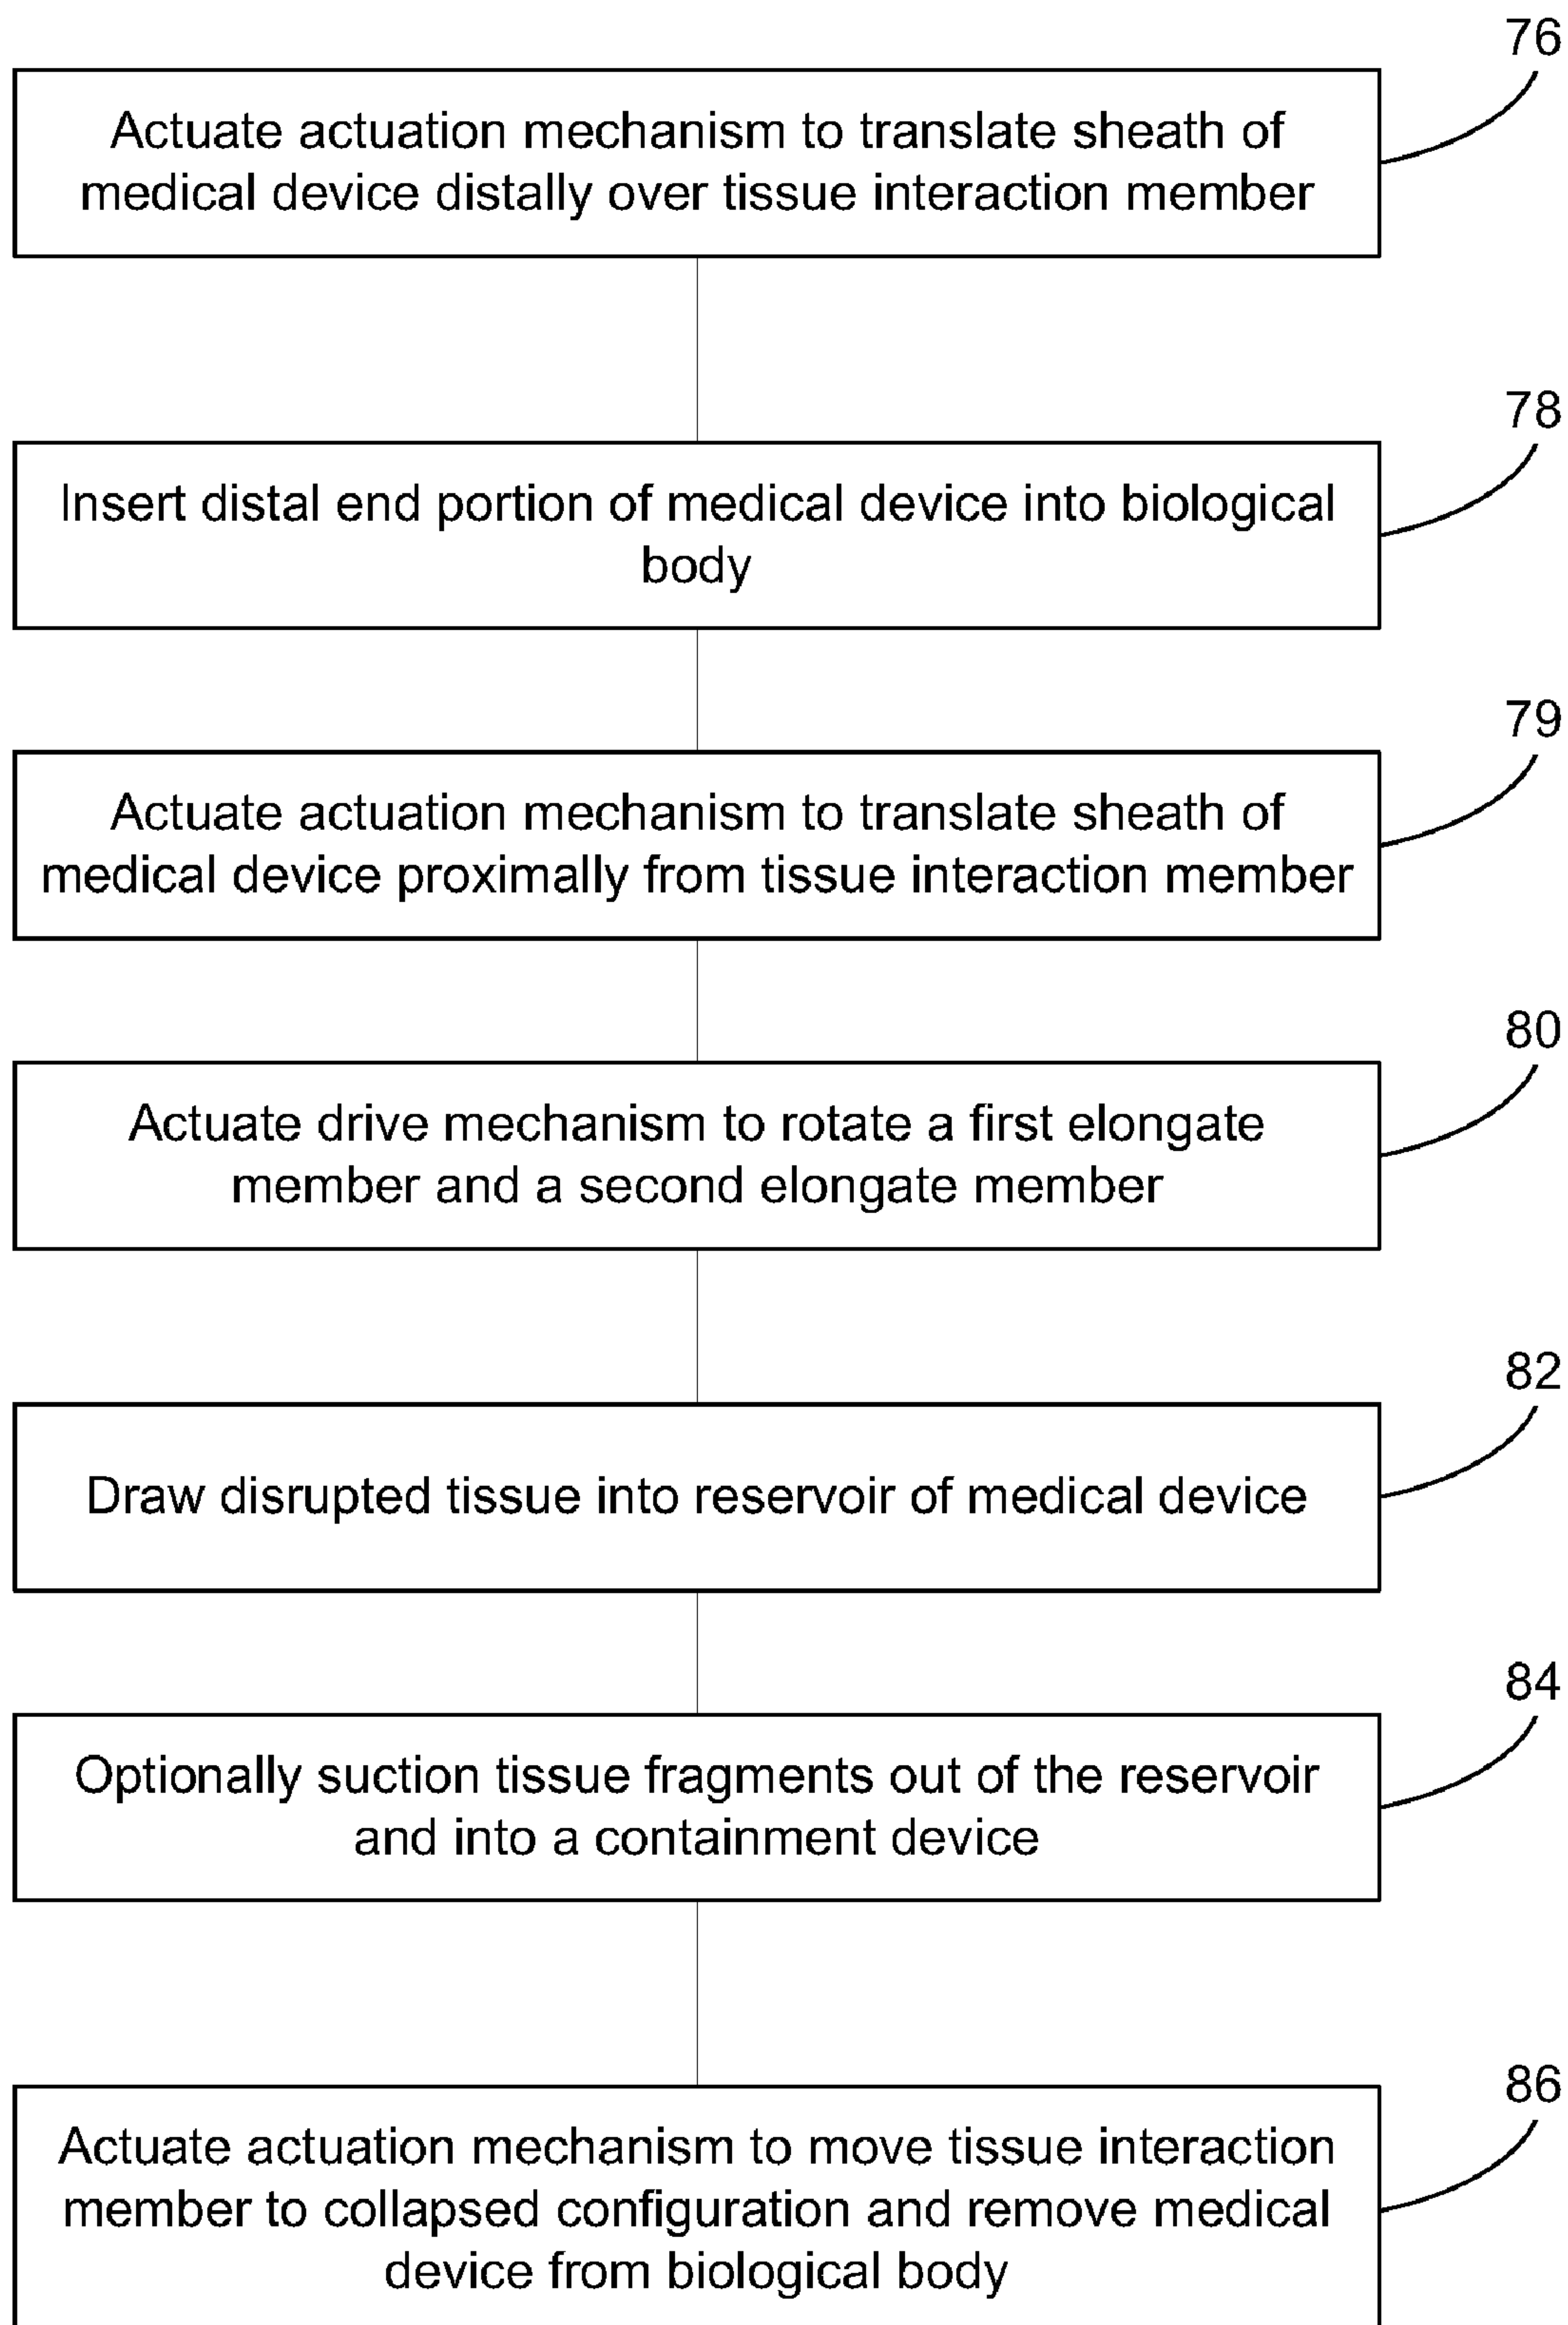 76
Actuate actuation mechanism to translate sheath of
medical device distally over tissue interaction member
78
Insert distal end portion of medical device into biological
body
79
Actuate actuation mechanism to translate sheath of
medical device proximally from tissue interaction member
80
Actuate drive mechanism to rotate a first elongate
member and a second elongate member
82
Draw disrupted tissue into reservoir of medical device
84
Optionally suction tissue fragments out of the reservoir
and into a containment device
86
Actuate actuation mechanism to move tissue interaction
member to collapsed configuration and remove medical
device from biological body